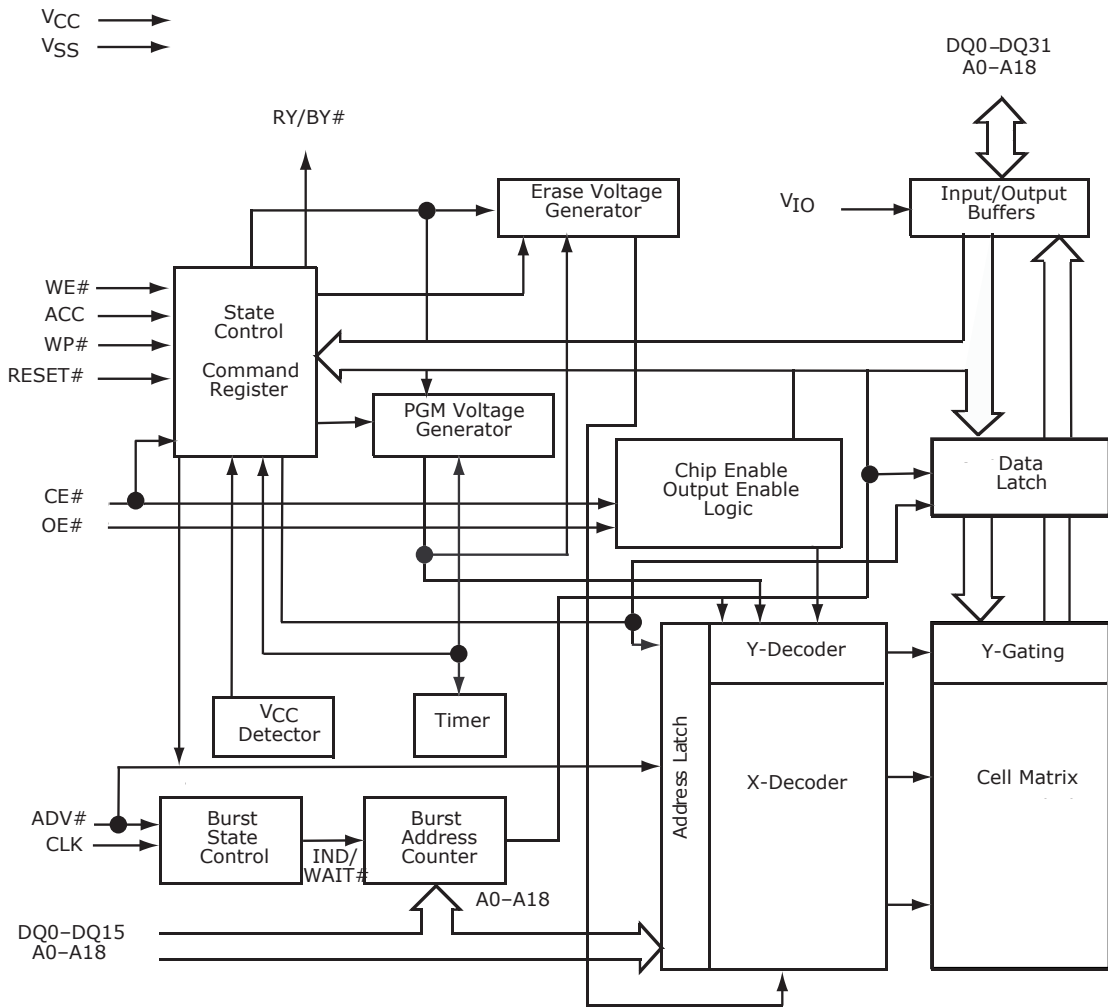 VCC
VSS
DQ0–DQ31
A0–A18
RY/BY#
Erase Voltage
Generator
VIO
Input/Output
Buffers
WE#
ACC
WP#
RESET#
State
Control
Command
Register
PGM Voltage
Generator
Chip Enable
Output Enable
Logic
Data
Latch
CE#
OE#
Y-Decoder
Y-Gating
VCC
Detector
Timer
Address Latch
X-Decoder
Cell Matrix
ADV#
CLK
Burst
State
Control
IND/
WAIT#
Burst
Address
Counter
A0–A18
DQ0–DQ15
A0–A18